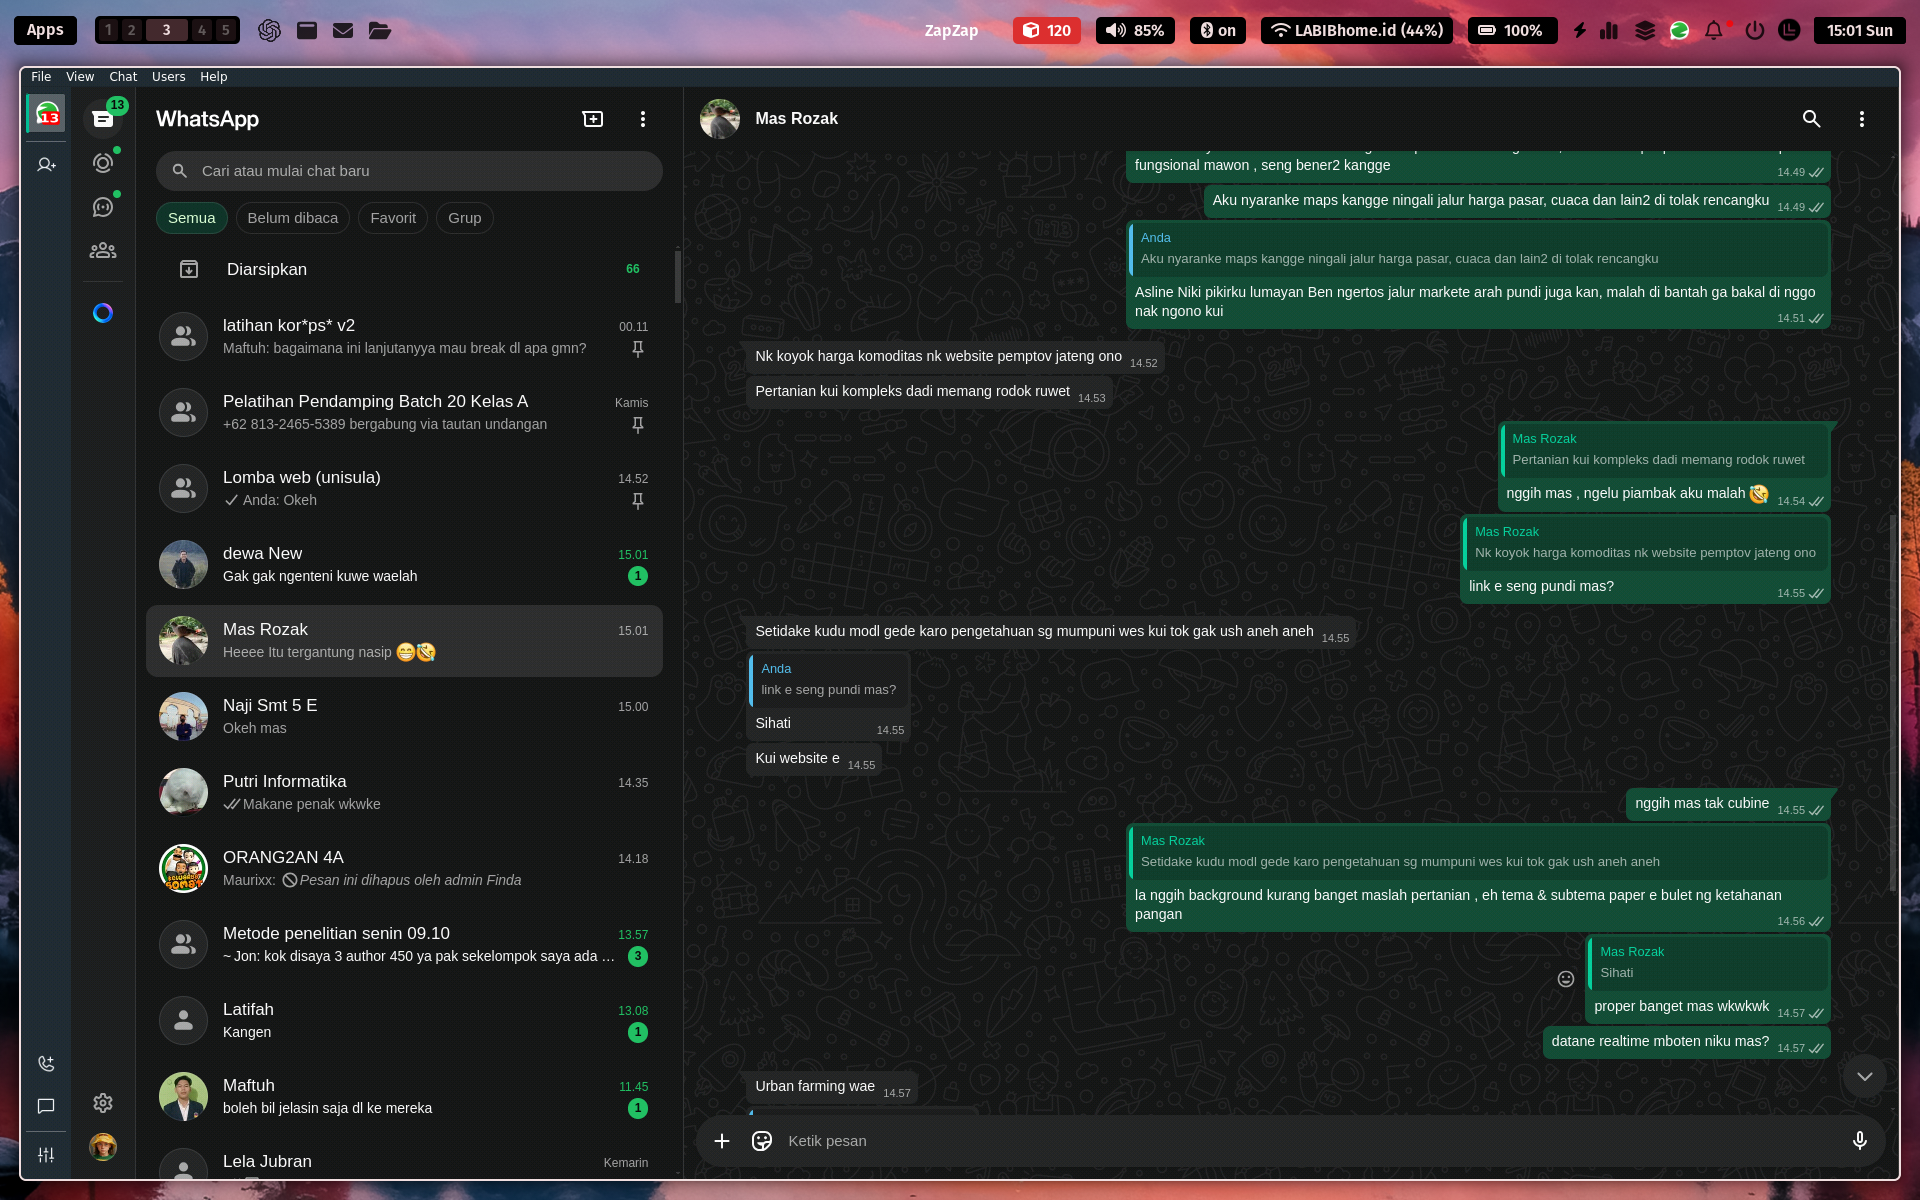 Apps
1 2 3 4 5
ZapZap
120
85%
on
LABIBhome.id (44%)
100%
15:01 Sun
File View Chat Users Help
13
13
WhatsApp
Cari atau mulai chat baru
Semua
Belum dibaca
Favorit
Grup
Diarsipkan
66
latihan kor*ps* v2
00.11
Maftuh: bagaimana ini lanjutanyya mau break dl apa gmn?
Pelatihan Pendamping Batch 20 Kelas A
Kamis
+62 813-2465-5389 bergabung via tautan undangan
Lomba web (unisula)
14.52
Anda: Okeh
dewa New
15.01
Gak gak ngenteni kuwe waelah
1
Mas Rozak
15.01
Heeee Itu tergantung nasip 😁🤣
Naji Smt 5 E
15.00
Okeh mas
Putri Informatika
14.35
Makane penak wkwke
ORANG2AN 4A
14.18
Maurixx: Pesan ini dihapus oleh admin Finda
Metode penelitian senin 09.10
13.57
~ Jon: kok disaya 3 author 450 ya pak sekelompok saya ada …
3
Latifah
13.08
Kangen
1
Maftuh
11.45
boleh bil jelasin saja dl ke mereka
1
Lela Jubran
Kemarin
Mas Rozak
fungsional mawon , seng bener2 kangge
14.49
Aku nyaranke maps kangge ningali jalur harga pasar, cuaca dan lain2 di tolak rencangku
14.49
Anda
Aku nyaranke maps kangge ningali jalur harga pasar, cuaca dan lain2 di tolak rencangku
Asline Niki pikirku lumayan Ben ngertos jalur markete arah pundi juga kan, malah di bantah ga bakal di nggo
nak ngono kui
14.51
Nk koyok harga komoditas nk website pemptov jateng ono
14.52
Pertanian kui kompleks dadi memang rodok ruwet
14.53
Mas Rozak
Pertanian kui kompleks dadi memang rodok ruwet
nggih mas , ngelu piambak aku malah 🤣
14.54
Mas Rozak
Nk koyok harga komoditas nk website pemptov jateng ono
link e seng pundi mas?
14.55
Setidake kudu modl gede karo pengetahuan sg mumpuni wes kui tok gak ush aneh aneh
14.55
Anda
link e seng pundi mas?
Sihati
14.55
Kui website e
14.55
nggih mas tak cubine
14.55
Mas Rozak
Setidake kudu modl gede karo pengetahuan sg mumpuni wes kui tok gak ush aneh aneh
la nggih background kurang banget maslah pertanian , eh tema & subtema paper e bulet ng ketahanan
pangan
14.56
Mas Rozak
Sihati
proper banget mas wkwkwk
14.57
datane realtime mboten niku mas?
14.57
Urban farming wae
14.57
Ketik pesan